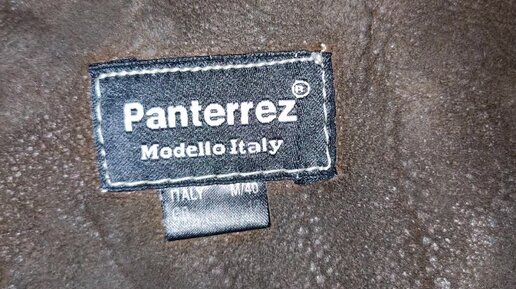 Panterrez ®
Modello Italy
ITALY M/40